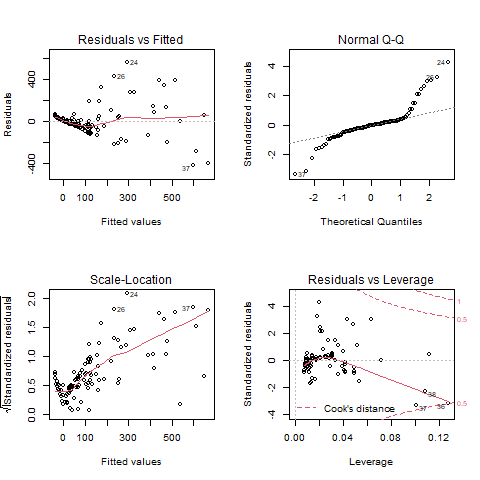 Residuals vs Fitted
Residuals
-400 0 400
24
26
37
0 100 300 500
Fitted values
Normal Q-Q
Standardized residuals
-2 0 2 4
24
26
37
-2 -1 0 1 2
Theoretical Quantiles
Scale-Location
√|Standardized residuals|
0.0 0.5 1.0 1.5 2.0
24
26
37
0 100 300 500
Fitted values
Residuals vs Leverage
Standardized residuals
-4 -2 0 2 4
1
0.5
0.5
38
36
37
Cook's distance
0.00 0.04 0.08 0.12
Leverage